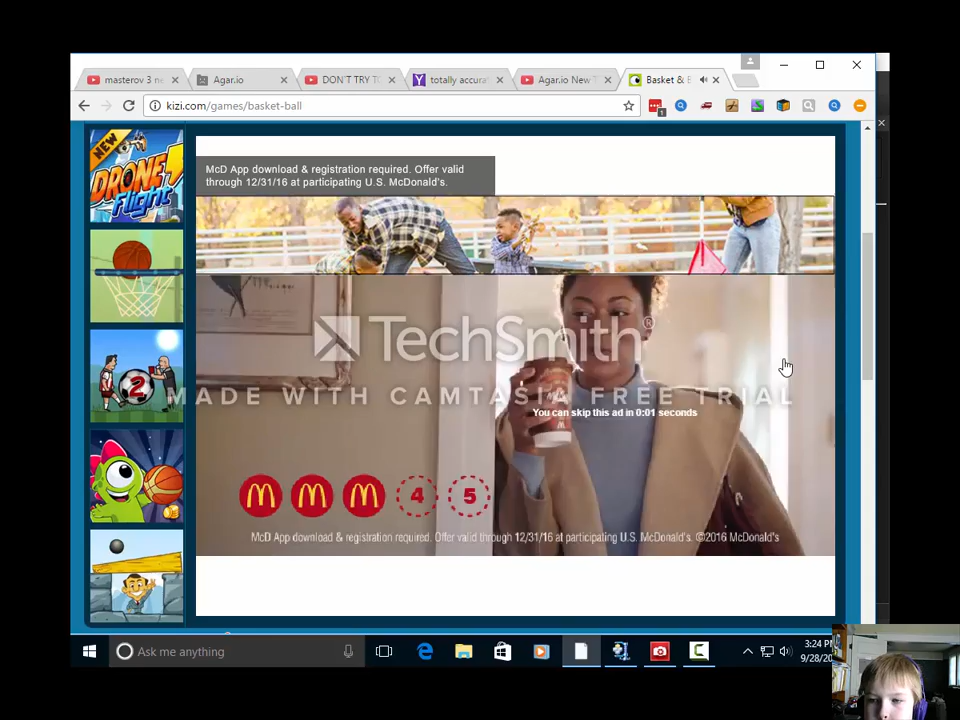 masterov 3 ne
Agar.io
DON'T TRY TO
totally accurat
Agar.io New T
Basket & B
kizi.com/games/basket-ball
1
NEW
DRONE
Flight
McD App download & registration required. Offer valid
through 12/31/16 at participating U.S. McDonald's.
2
TechSmith®
MADE WITH CAMTASIA FREE TRIAL
You can skip this ad in 0:01 seconds
4 5
McD App download & registration required. Offer valid through 12/31/16 at participating U.S. McDonald's. ©2016 McDonald's
Ask me anything
3:24 PM
9/28/20